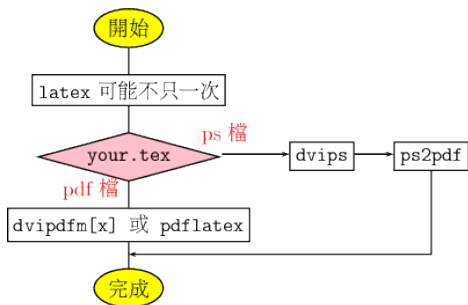 開始
latex 可能不只一次
ps 檔
your.tex
dvips
ps2pdf
pdf 檔
dvipdfm[x] 或 pdflatex
完成